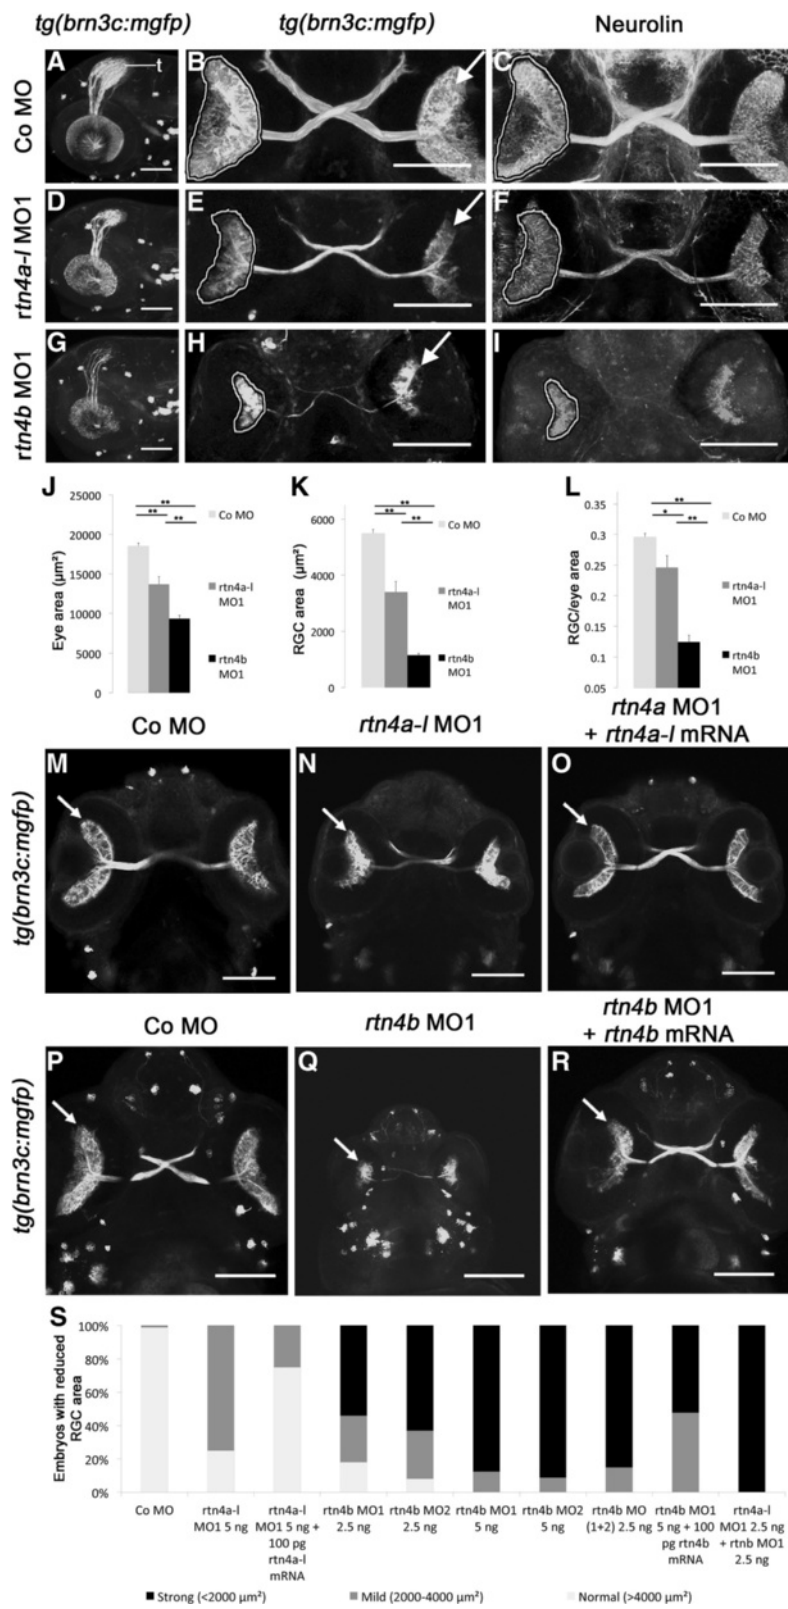 tg(brn3c:mgfp) tg(brn3c:mgfp) Neurolin
Co MO
A t B C
rtn4a-l MO1
D E F
rtn4b MO1
G H I
J
Eye area (µm²)
25000
20000
15000
10000
5000
0
**
** **
Co MO
rtn4a-l
MO1
rtn4b
MO1
K
RGC area (µm²)
6000
4000
2000
0
**
** **
Co MO
rtn4a-l
MO1
rtn4b
MO1
L
RGC/eye area
0.35
0.3
0.25
0.2
0.15
0.1
0.05
**
* **
Co MO
rtn4a-l
MO1
rtn4b
MO1
Co MO
rtn4a-l MO1
rtn4a MO1
+ rtn4a-l mRNA
tg(brn3c:mgfp)
M N O
Co MO
rtn4b MO1
rtn4b MO1
+ rtn4b mRNA
tg(brn3c:mgfp)
P Q R
S
Embryos with reduced
RGC area
100%
80%
60%
40%
20%
0%
Co MO
rtn4a-l
MO1 5 ng
rtn4a-l
MO1 5 ng +
100 pg
rtn4a-l
mRNA
rtn4b MO1
2.5 ng
rtn4b MO2
2.5 ng
rtn4b MO1
5 ng
rtn4b MO2
5 ng
rtn4b MO
(1+2) 2.5 ng
rtn4b MO1
5 ng + 100
pg rtn4b
mRNA
rtn4a-l
MO1 2.5 ng
+ rtnb MO1
2.5 ng
Strong (<2000 µm²) Mild (2000-4000 µm²) Normal (>4000 µm²)